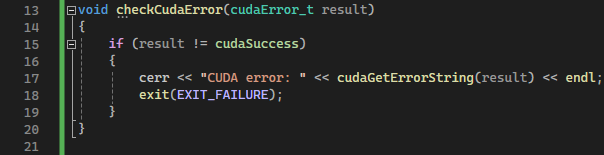 13 void checkCudaError(cudaError_t result)
14 {
15 if (result != cudaSuccess)
16 {
17 cerr << "CUDA error: " << cudaGetErrorString(result) << endl;
18 exit(EXIT_FAILURE);
19 }
20 }
21